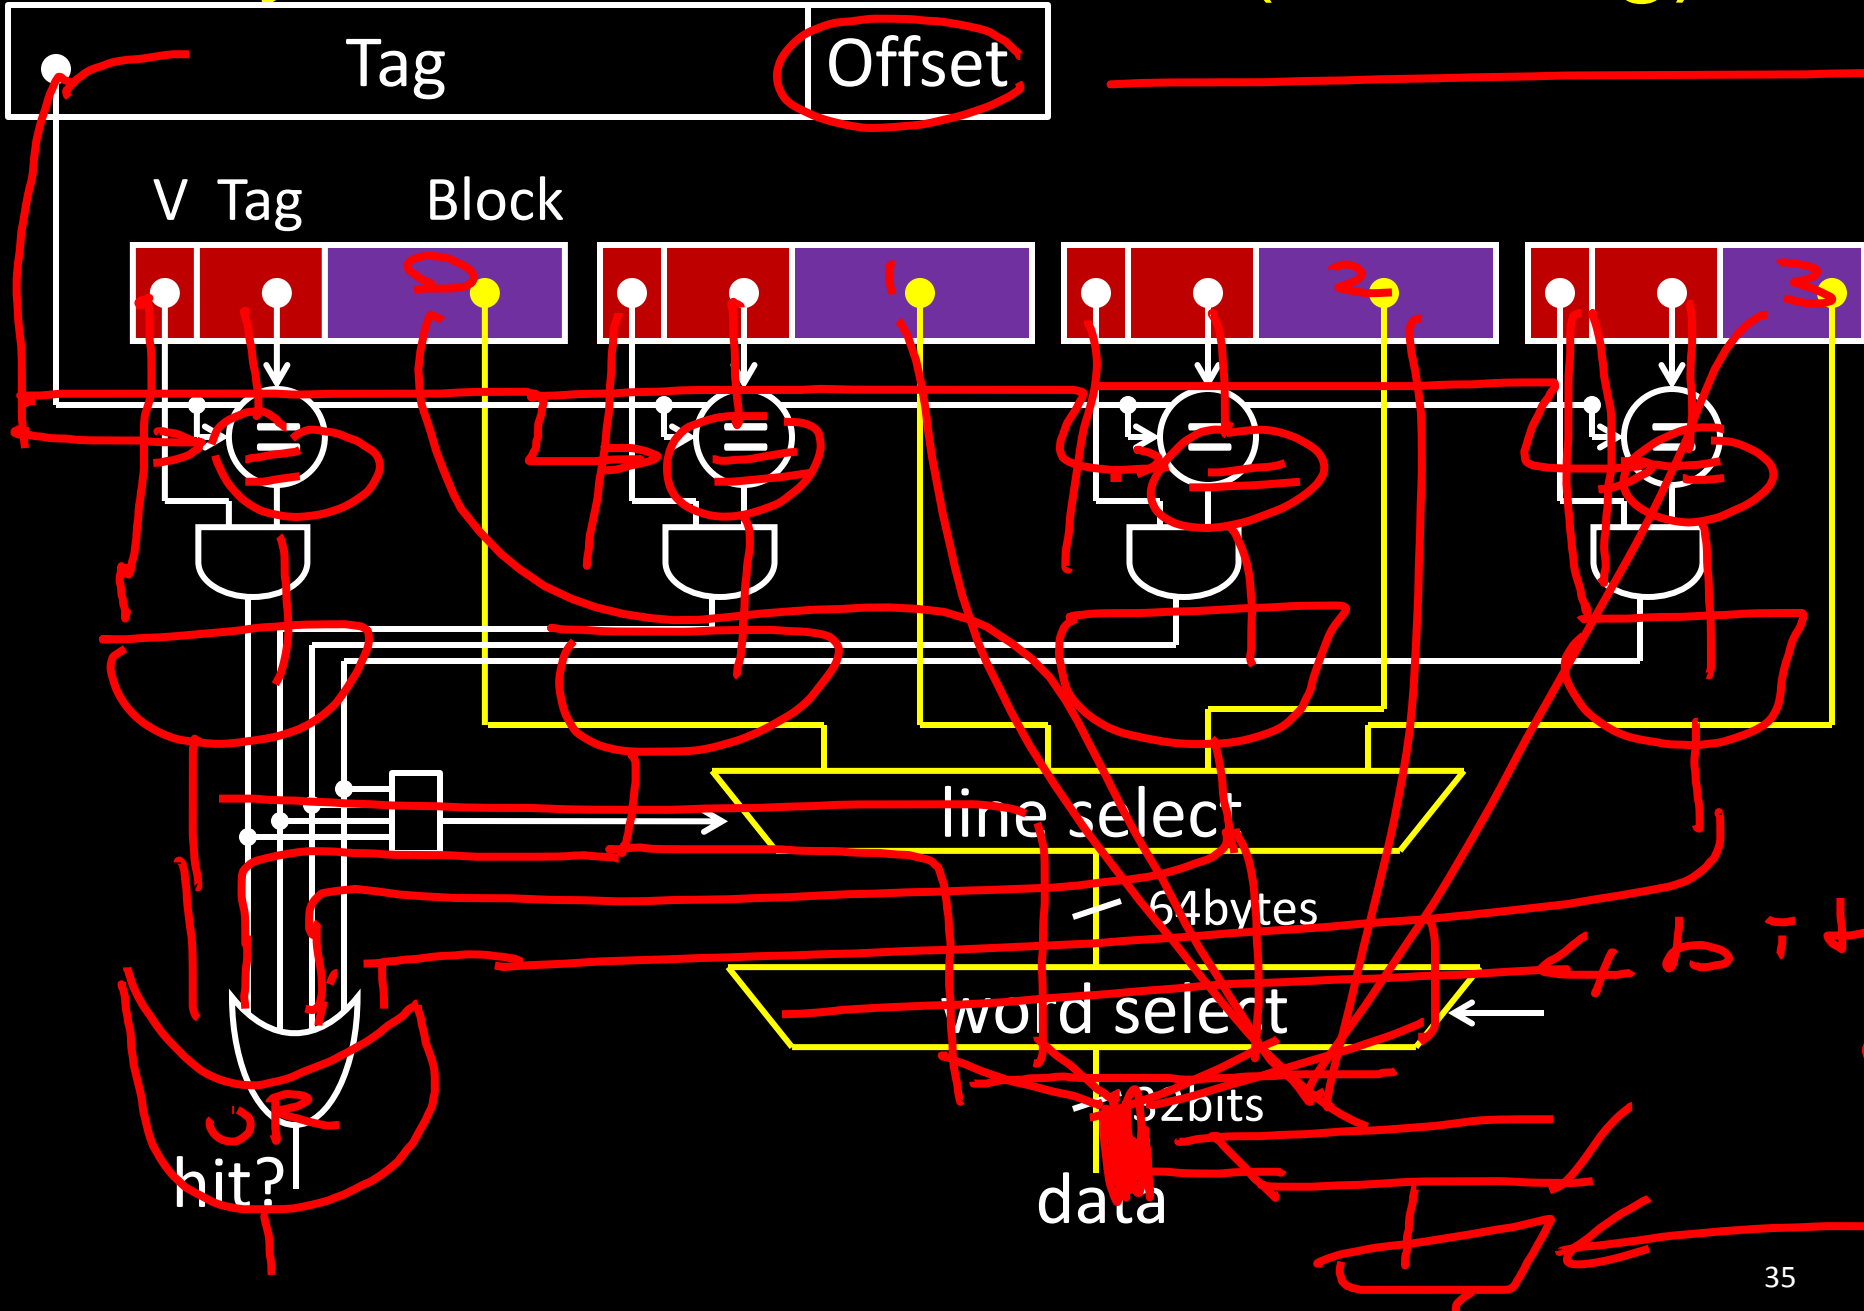 Tag Offset
V Tag Block
0 1 2 3
= = = =
line select
64bytes
4 bit
word select
32bits
OR
hit?
data
35